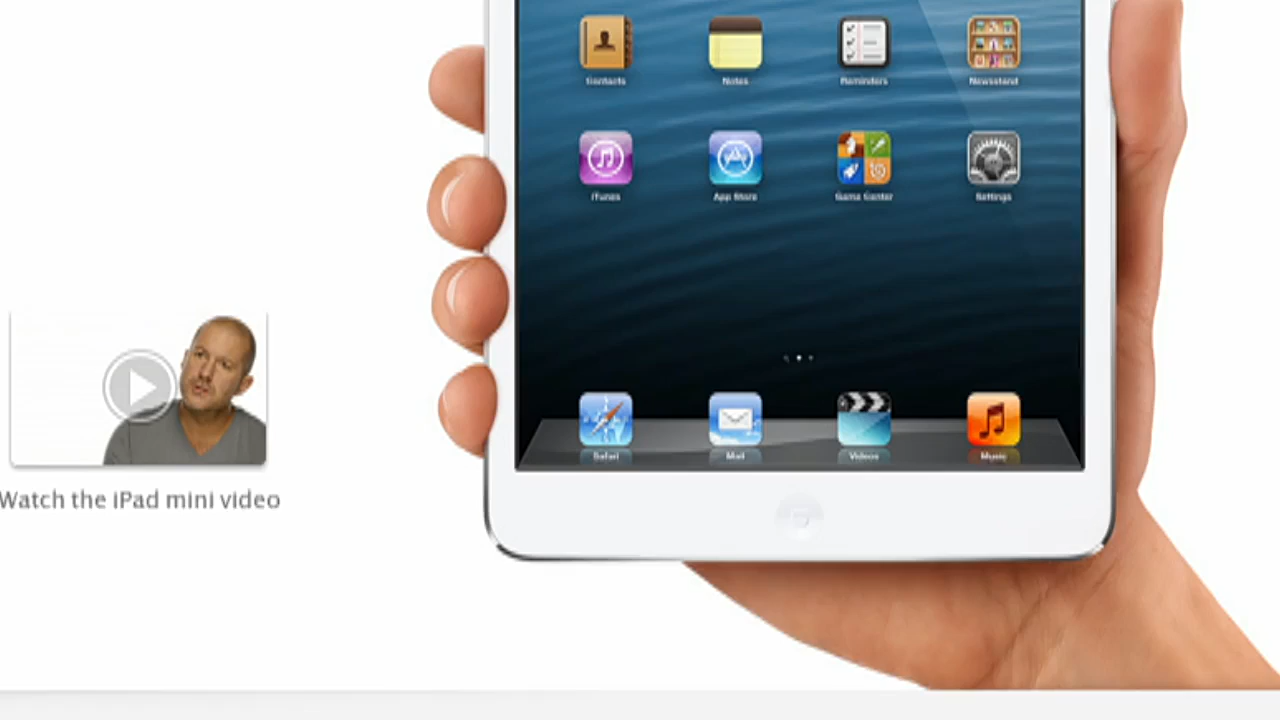 Contacts Notes Reminders Newsstand
iTunes App Store Game Center Settings
Safari Mail Videos Music
Watch the iPad mini video